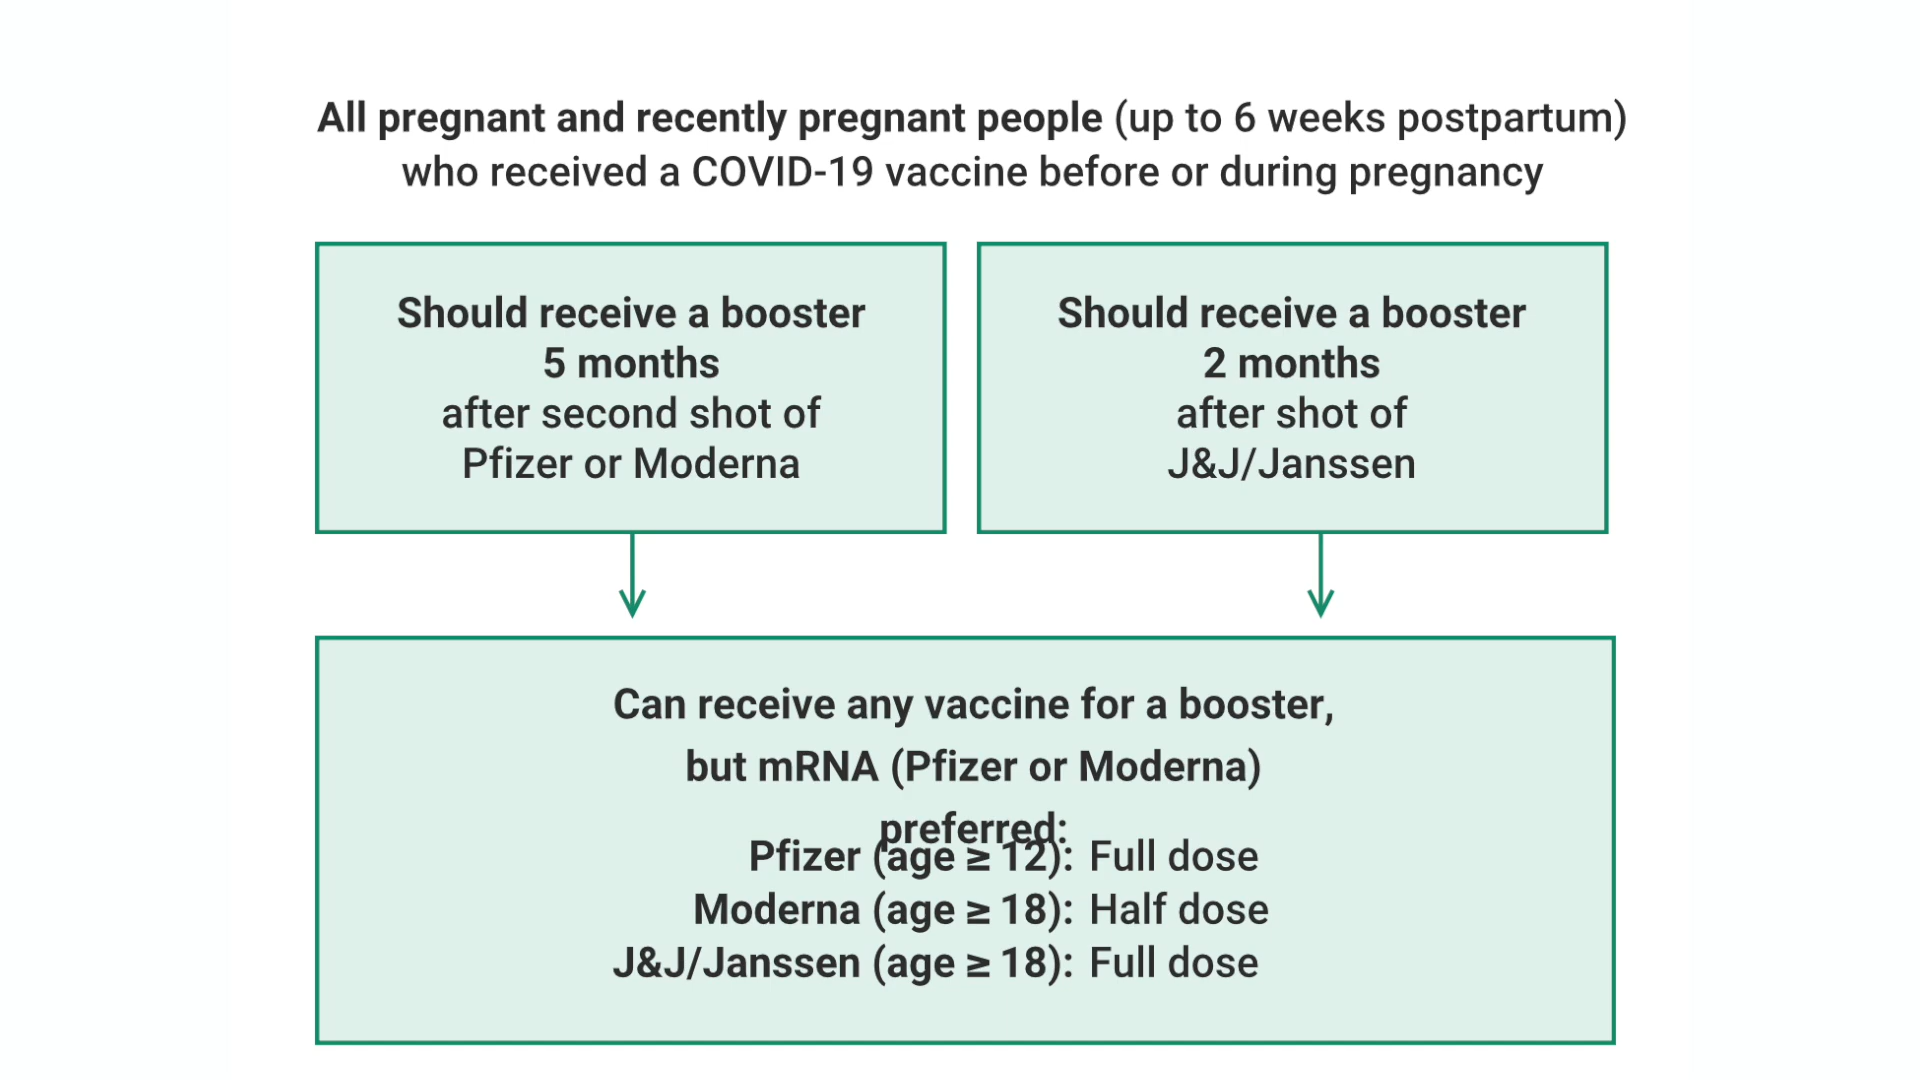 All pregnant and recently pregnant people (up to 6 weeks postpartum)
who received a COVID-19 vaccine before or during pregnancy
Should receive a booster
5 months
after second shot of
Pfizer or Moderna
Should receive a booster
2 months
after shot of
J&J/Janssen
Can receive any vaccine for a booster,
but mRNA (Pfizer or Moderna)
preferred:
Pfizer (age ≥ 12): Full dose
Moderna (age ≥ 18): Half dose
J&J/Janssen (age ≥ 18): Full dose